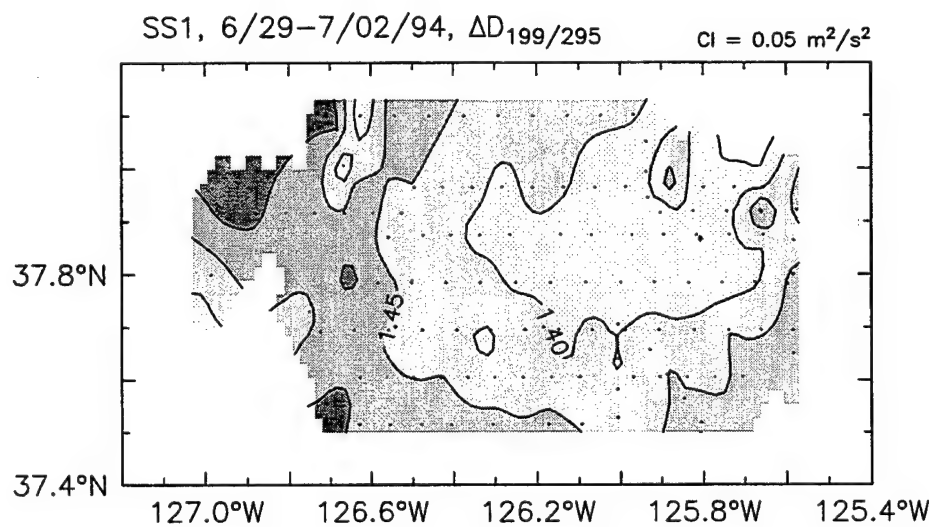 SS1, 6/29-7/02/94, ΔD199/295
CI = 0.05 m²/s²
37.8°N
1.45
1.40
37.4°N
127.0°W 126.6°W 126.2°W 125.8°W 125.4°W